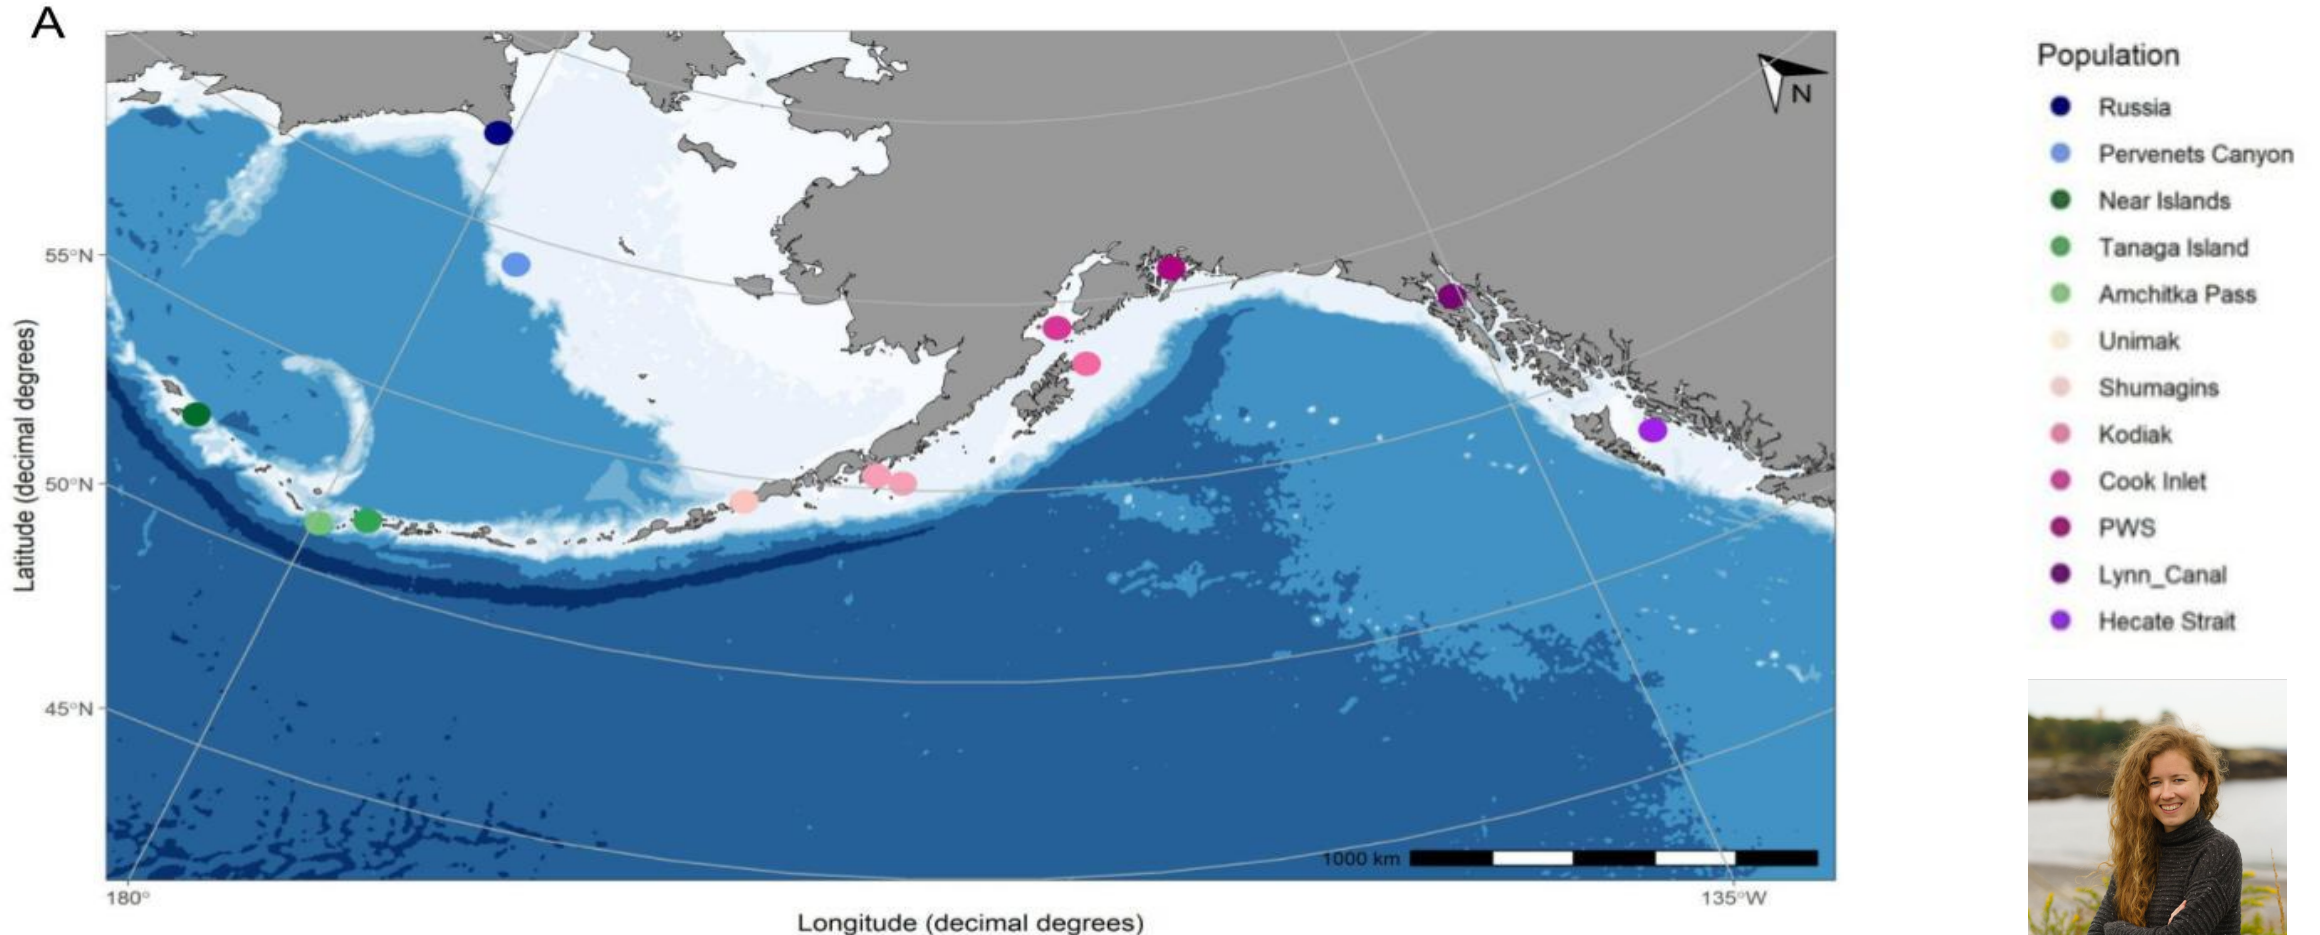 A
N
55°N
50°N
45°N
Latitude (decimal degrees)
1000 km
180°
135°W
Longitude (decimal degrees)
Population
Russia
Pervenets Canyon
Near Islands
Tanaga Island
Amchitka Pass
Unimak
Shumagins
Kodiak
Cook Inlet
PWS
Lynn_Canal
Hecate Strait